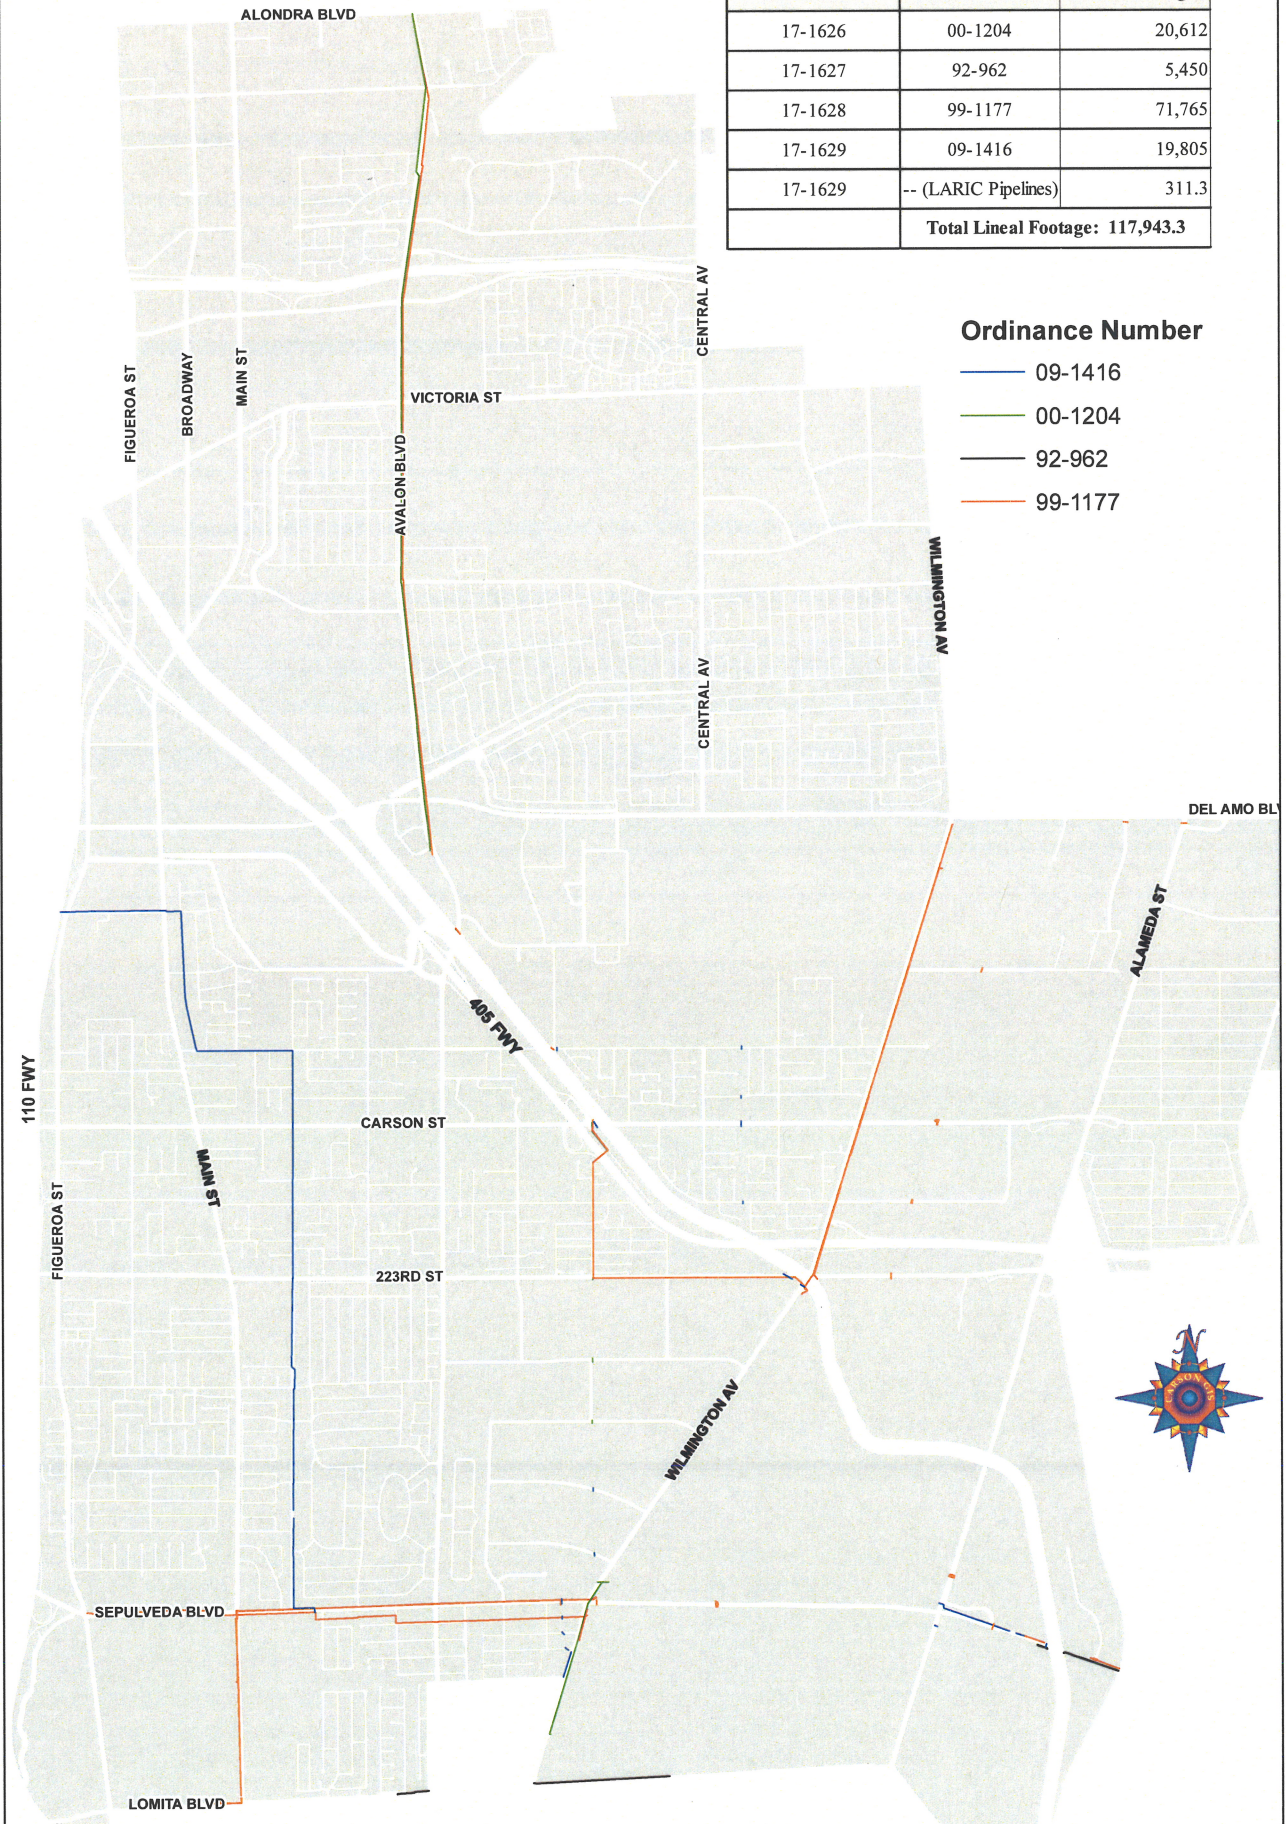 ALONDRA BLVD
17-1626 00-1204 20,612
17-1627 92-962 5,450
17-1628 99-1177 71,765
17-1629 09-1416 19,805
17-1629 -- (LARIC Pipelines) 311.3
Total Lineal Footage: 117,943.3
CENTRAL AV
Ordinance Number
09-1416
00-1204
92-962
99-1177
FIGUEROA ST
BROADWAY
MAIN ST
VICTORIA ST
AVALON BLVD
WILMINGTON AV
CENTRAL AV
DEL AMO BLV
ALAMEDA ST
405 FWY
110 FWY
CARSON ST
MAIN ST
FIGUEROA ST
223RD ST
N
CARSON GIS
WILMINGTON AV
SEPULVEDA BLVD
LOMITA BLVD